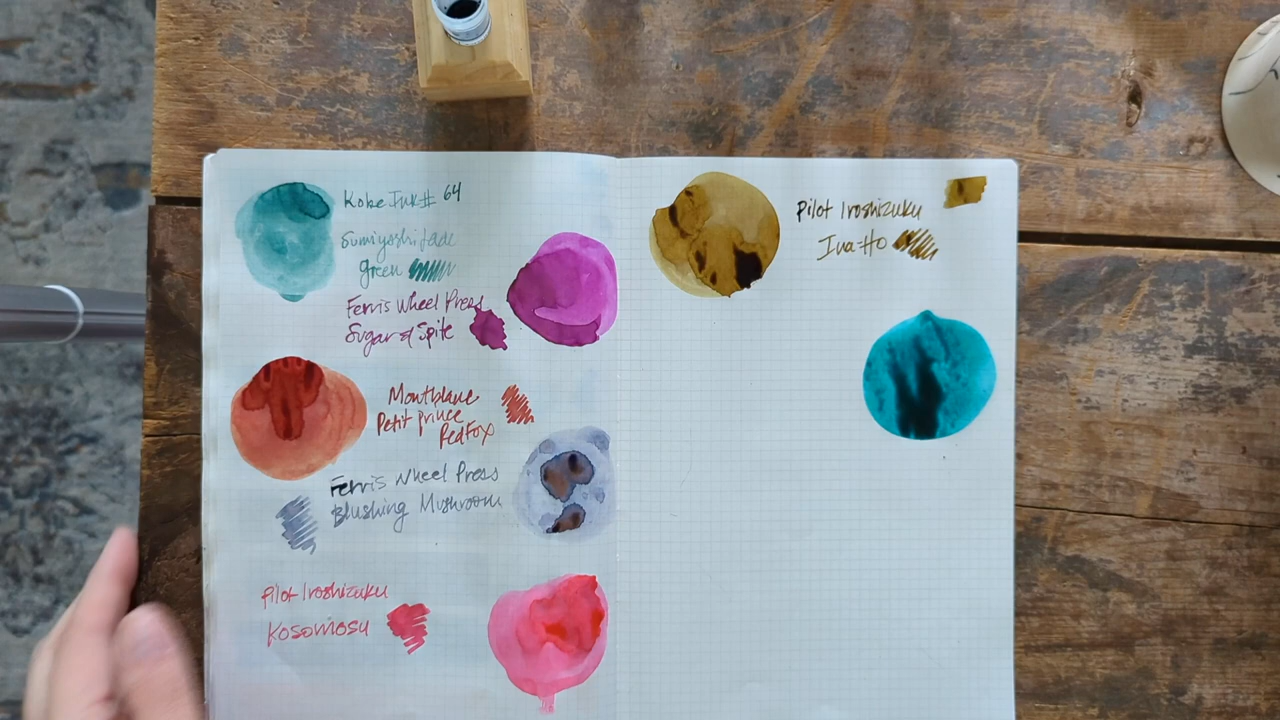 Kobe Ink# 64
Sumiyoshi Jade
green
Ferris Wheel Press
Sugar & Spite
Montblanc
Petit prince
Red Fox
Ferris Wheel Press
Blushing Mushroom
Pilot Iroshizuku
Kosomosu
Pilot Iroshizuku
Ina-Ho